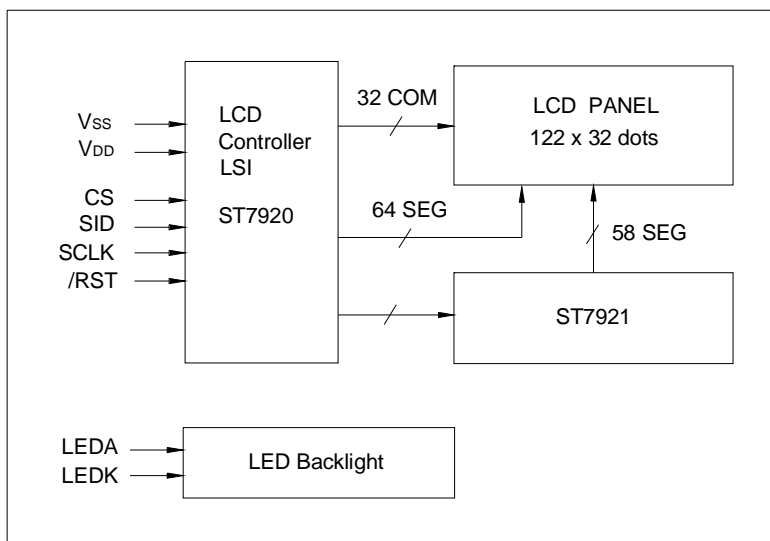 VSS
VDD
CS
SID
SCLK
/RST
LCD
Controller
LSI
ST7920
32 COM
64 SEG
LCD PANEL
122 x 32 dots
58 SEG
ST7921
LEDA
LEDK
LED Backlight